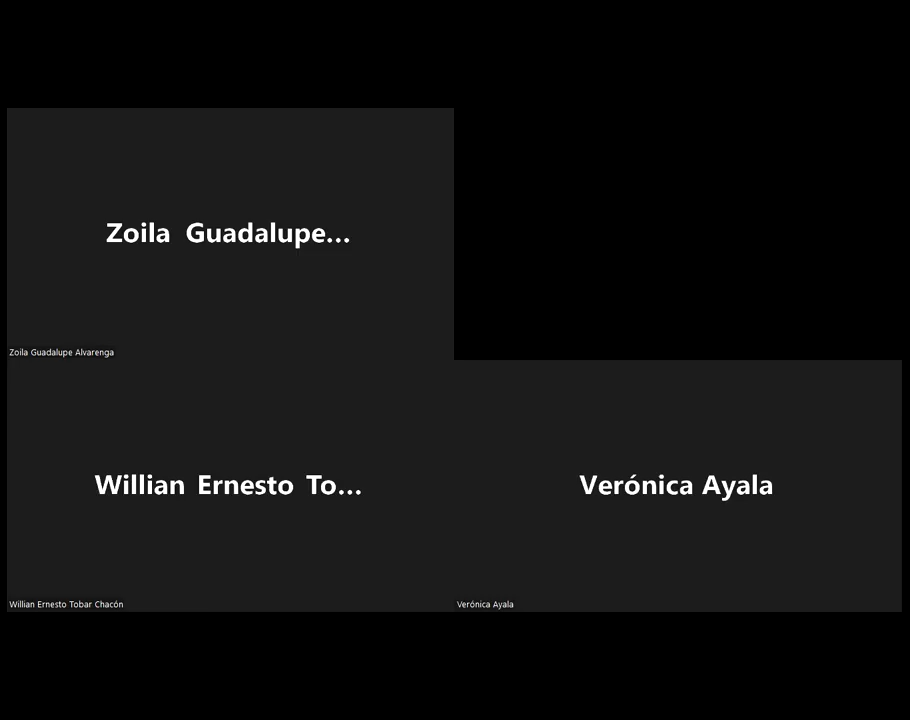 Zoila Guadalupe...
Zoila Guadalupe Alvarenga
Willian Ernesto To...
Willian Ernesto Tobar Chacón
Verónica Ayala
Verónica Ayala